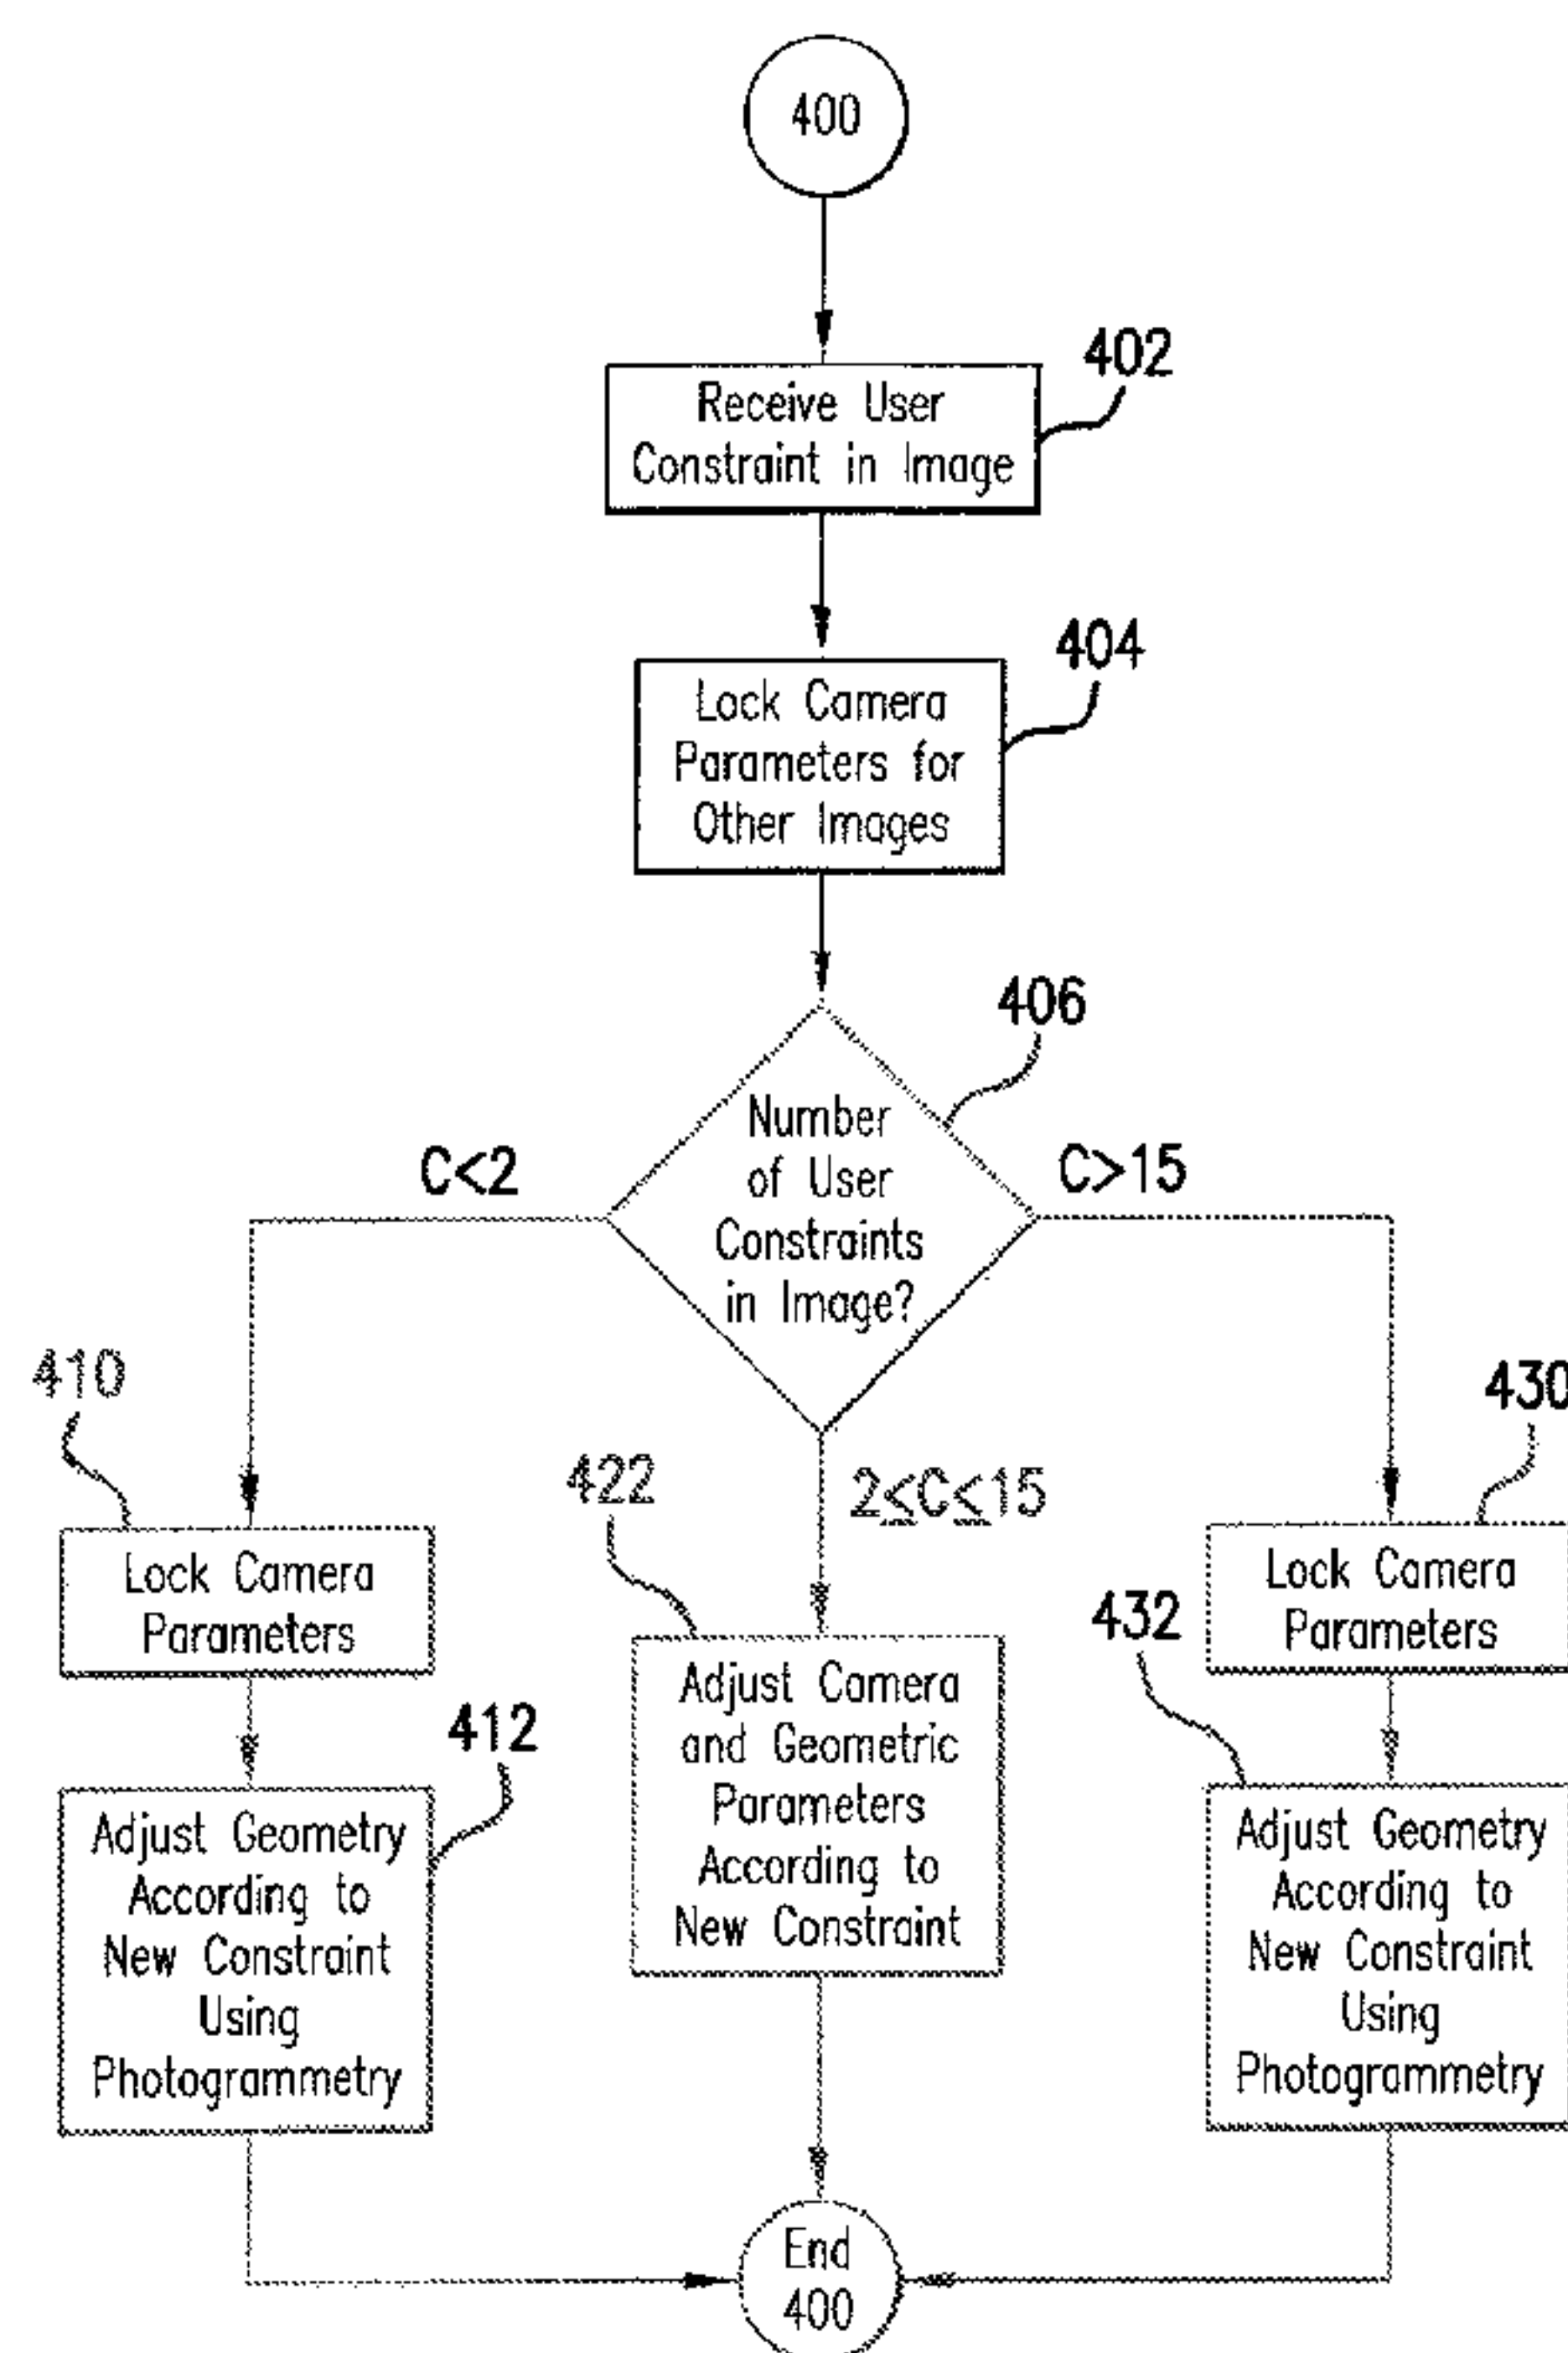 400
402
Receive User
Constraint in Image
404
Lock Camera
Parameters for
Other Images
406
Number
of User
Constraints
in Image?
C<2
C>15
2≤C≤15
410
Lock Camera
Parameters
412
Adjust Geometry
According to
New Constraint
Using
Photogrammetry
422
Adjust Camera
and Geometric
Parameters
According to
New Constraint
430
Lock Camera
Parameters
432
Adjust Geometry
According to
New Constraint
Using
Photogrammetry
End
400